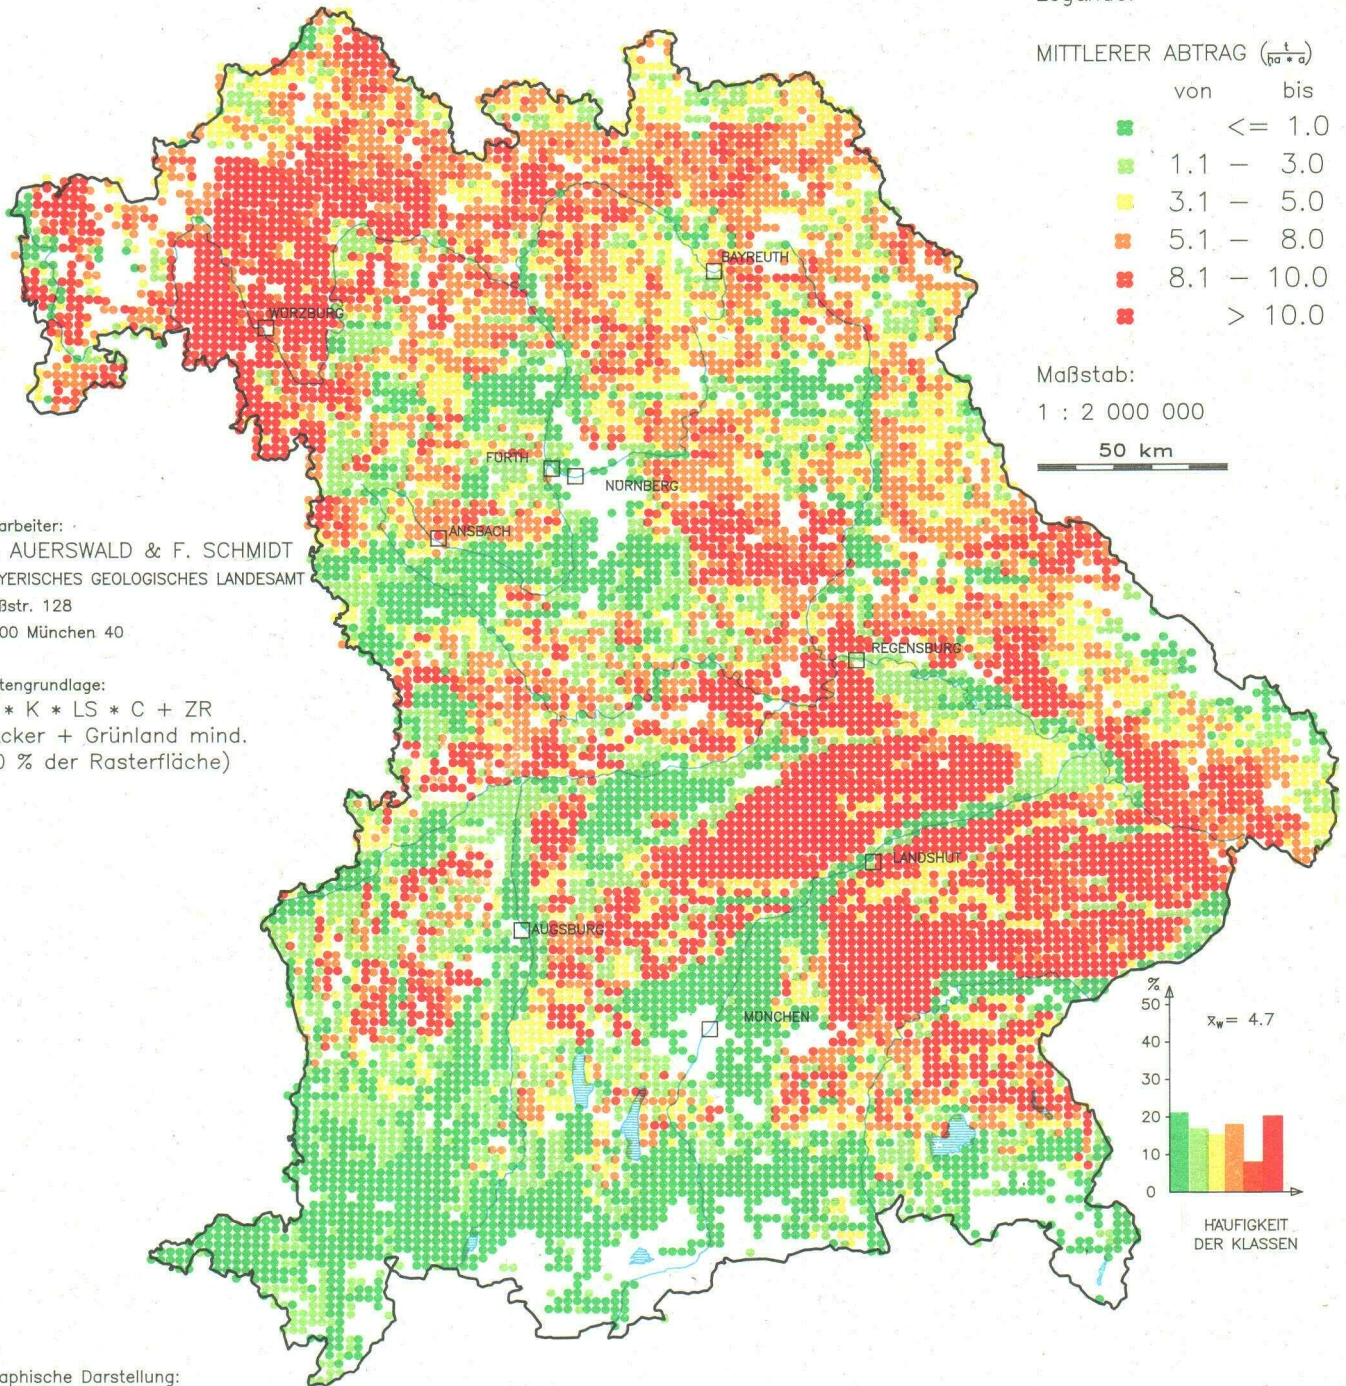 MITTLERER ABTRAG (t / ha * a)
von bis
<= 1.0
1.1 – 3.0
3.1 – 5.0
5.1 – 8.0
8.1 – 10.0
> 10.0
Maßstab:
1 : 2 000 000
50 km
BAYREUTH
WÜRZBURG
FÜRTH
NÜRNBERG
ANSBACH
arbeiter:
AUERSWALD & F. SCHMIDT
YERISCHES GEOLOGISCHES LANDESAMT
ßstr. 128
00 München 40
REGENSBURG
tengrundlage:
* K * LS * C + ZR
cker + Grünland mind.
0 % der Rasterfläche)
LANDSHUT
AUGSBURG
MÜNCHEN
%
50
40
30
20
10
0
x̄w= 4.7
HÄUFIGKEIT
DER KLASSEN
aphische Darstellung: